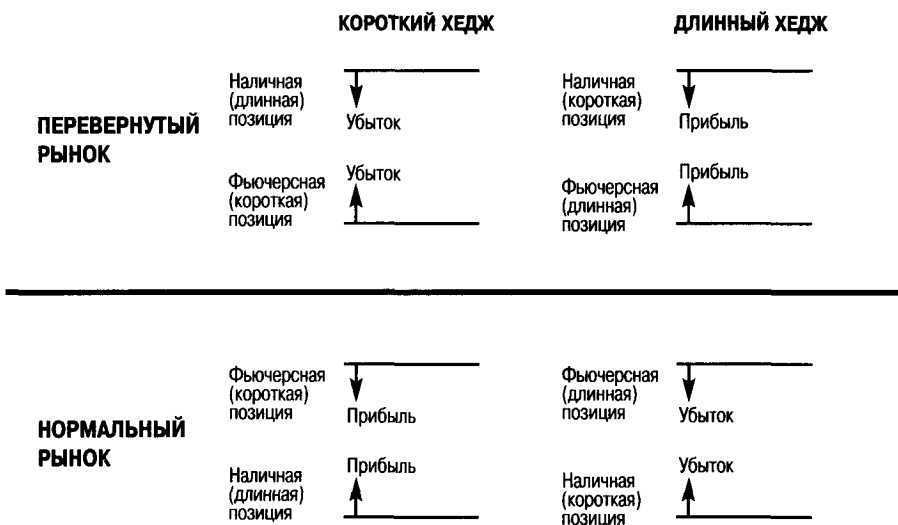 КОРОТКИЙ ХЕДЖ
ДЛИННЫЙ ХЕДЖ
ПЕРЕВЕРНУТЫЙ
РЫНОК
Наличная
(длинная)
позиция
Убыток
Наличная
(короткая)
позиция
Прибыль
Фьючерсная
(короткая)
позиция
Убыток
Фьючерсная
(длинная)
позиция
Прибыль
НОРМАЛЬНЫЙ
РЫНОК
Фьючерсная
(короткая)
позиция
Прибыль
Фьючерсная
(длинная)
позиция
Убыток
Наличная
(длинная)
позиция
Прибыль
Наличная
(короткая)
позиция
Убыток